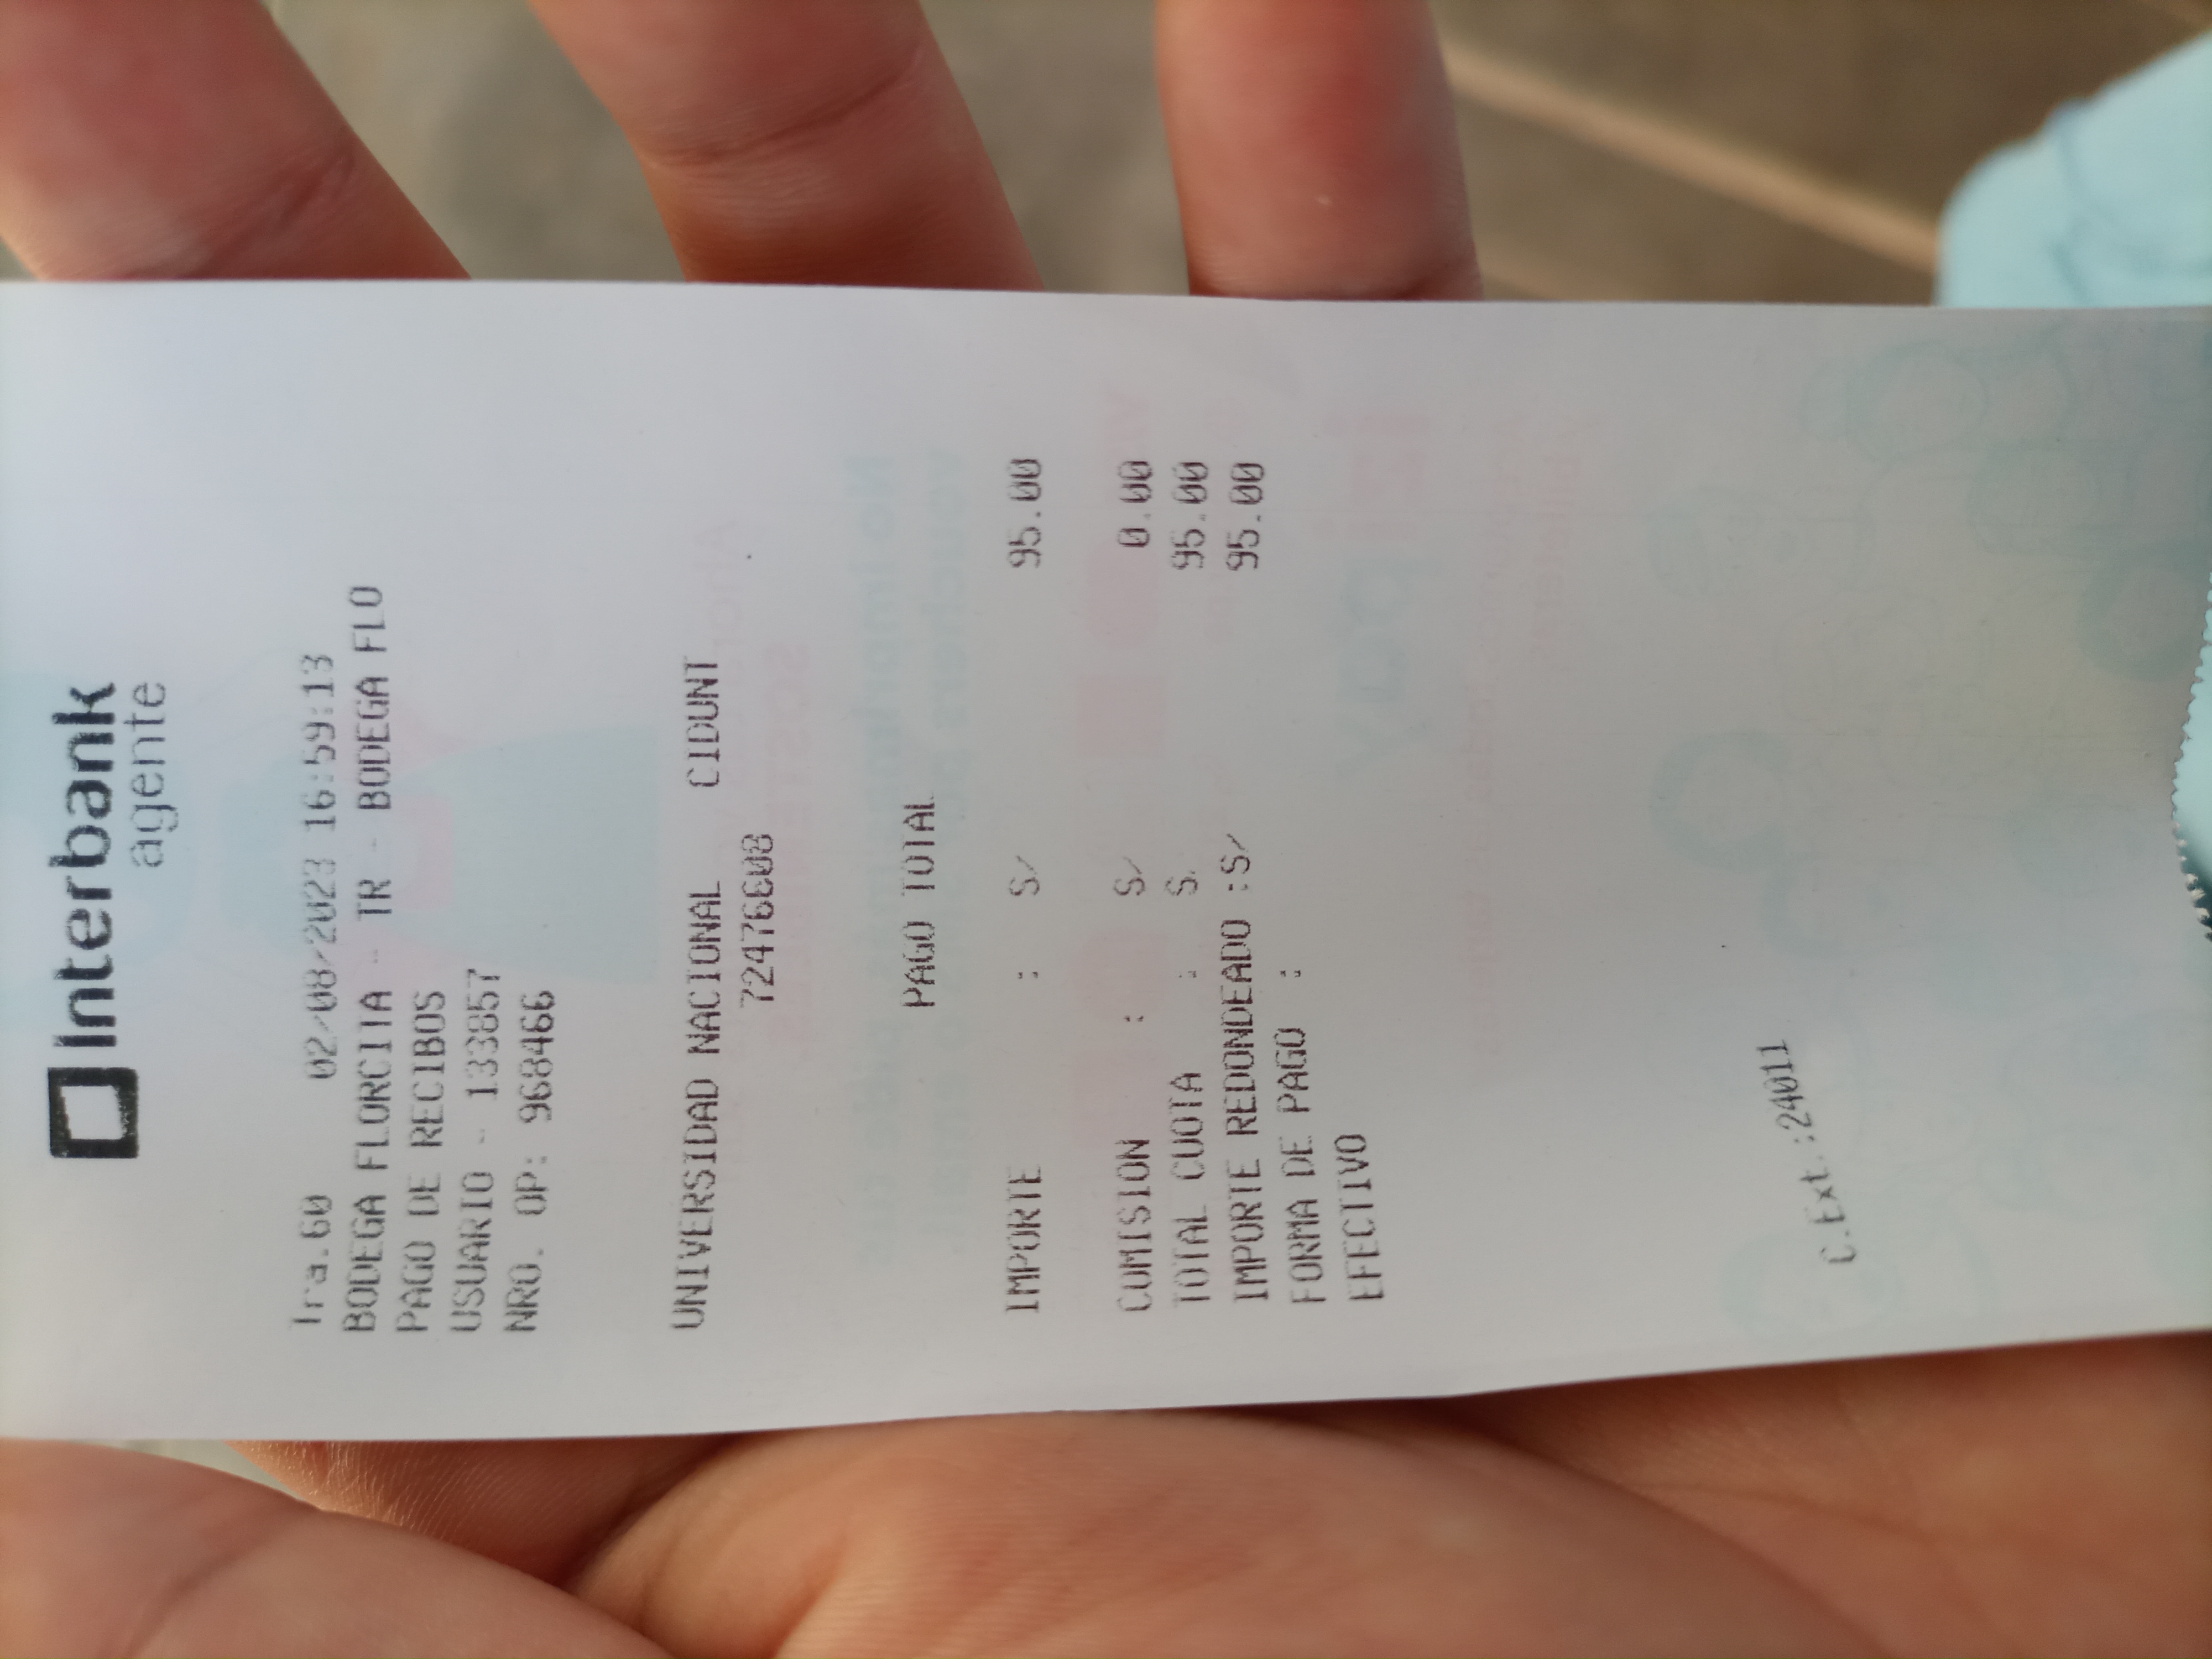 Interbank
agente
Tra.60 02/08/2023 16:59:13
BODEGA FLORCITA - TR - BODEGA FLO
PAGO DE RECIBOS
USUARIO - 133857
NRO. OP: 968466
UNIVERSIDAD NACIONAL CIDUNT
72476608
PAGO TOTAL
IMPORTE : S/ 95.00
COMISION : S/ 0.00
TOTAL CUOTA : S/ 95.00
IMPORTE REDONDEADO :S/ 95.00
FORMA DE PAGO :
EFECTIVO
C.Ext.:24011